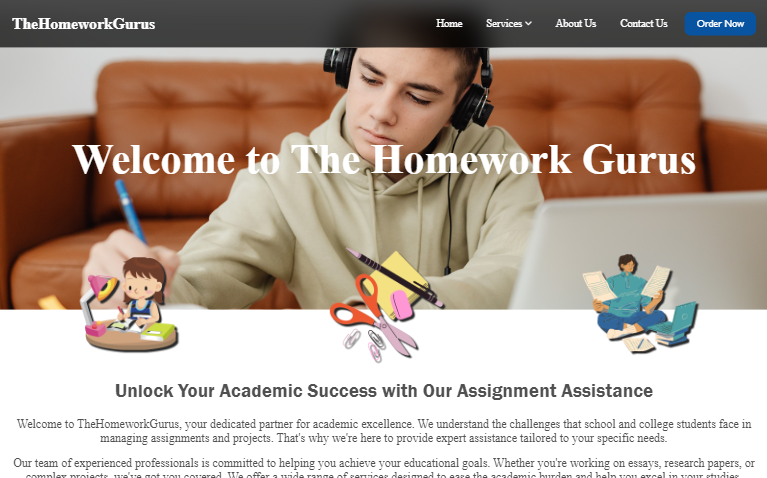 TheHomeworkGurus
Home Services About Us Contact Us Order Now
Welcome to The Homework Gurus
Unlock Your Academic Success with Our Assignment Assistance
Welcome to TheHomeworkGurus, your dedicated partner for academic excellence. We understand the challenges that school and college students face in
managing assignments and projects. That's why we're here to provide expert assistance tailored to your specific needs.
Our team of experienced professionals is committed to helping you achieve your educational goals. Whether you're working on essays, research papers, or
complex projects, we've got you covered. We offer a wide range of services designed to ease the academic burden and help you excel in your studies.